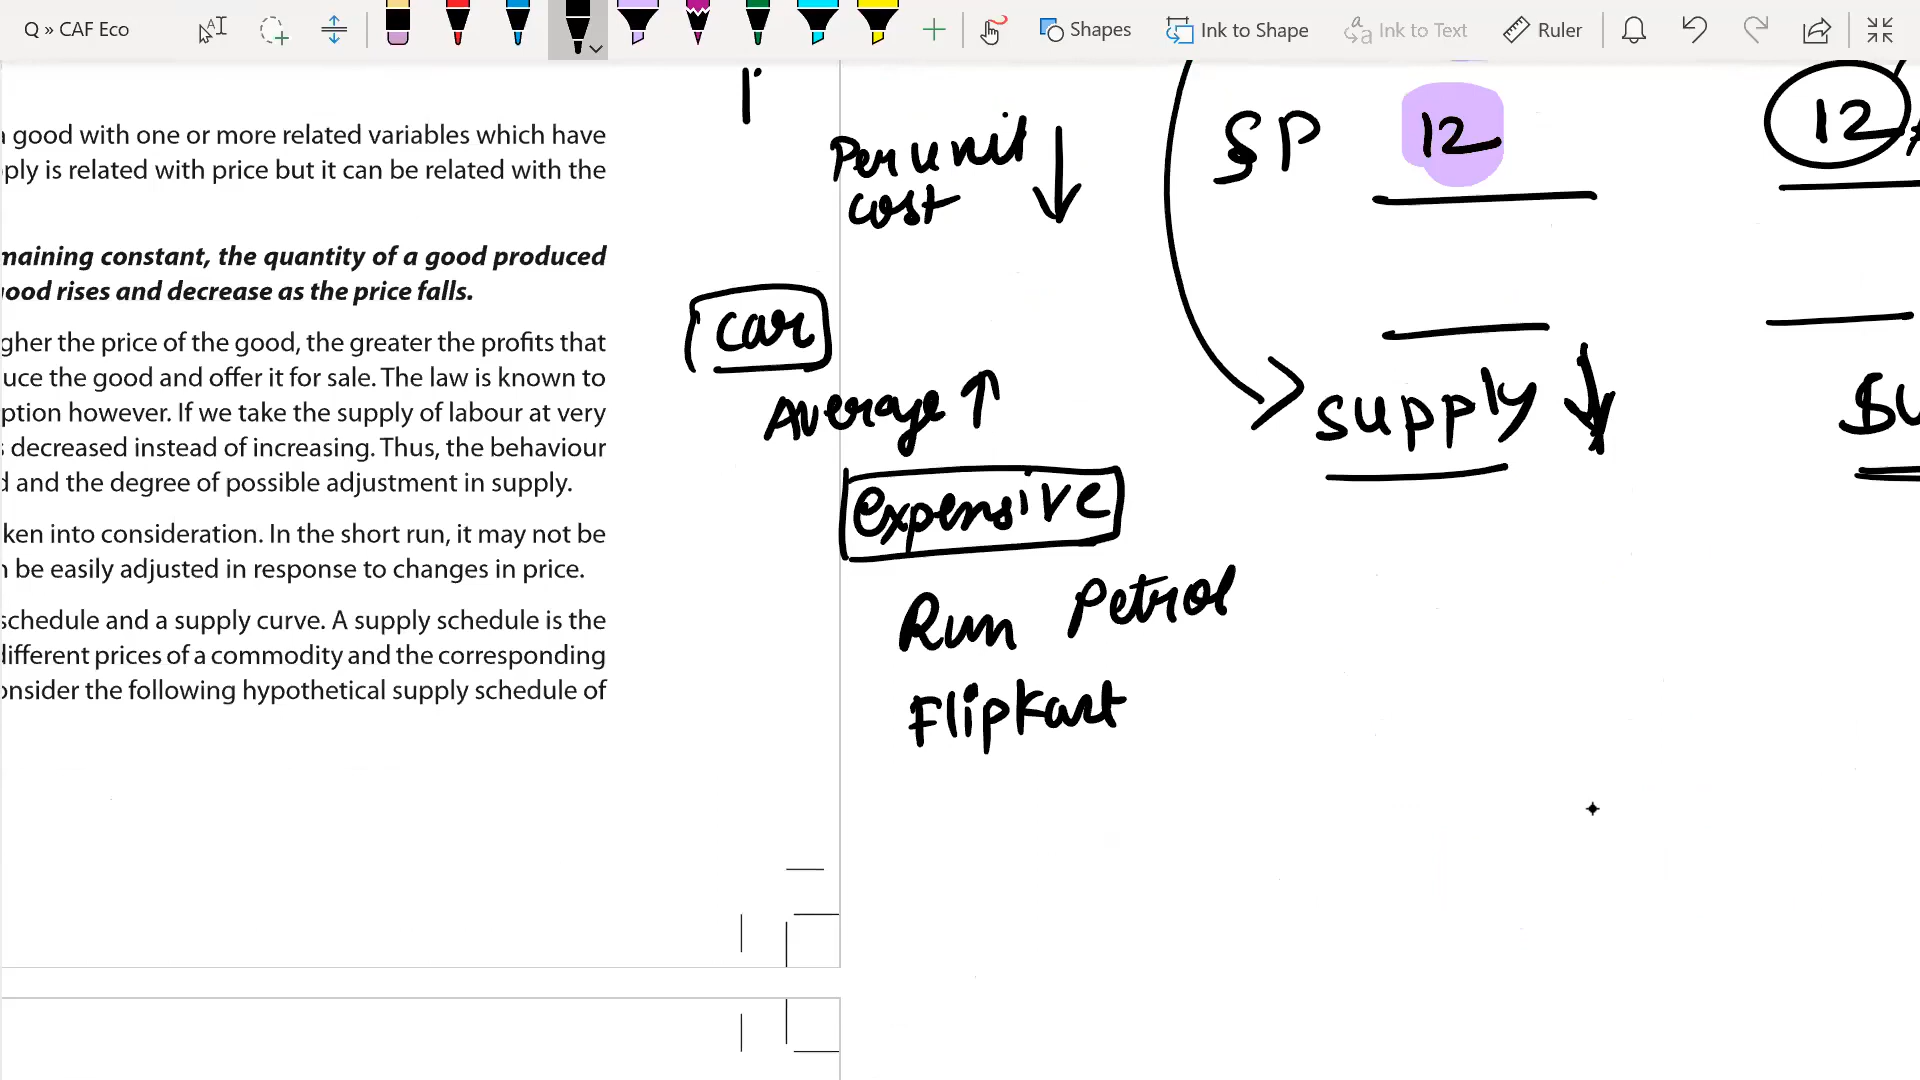 Q » CAF Eco
Shapes
Ink to Shape
Ink to Text
Ruler
good with one or more related variables which have
ply is related with price but it can be related with the
maining constant, the quantity of a good produced
ood rises and decrease as the price falls.
gher the price of the good, the greater the profits that
uce the good and offer it for sale. The law is known to
ption however. If we take the supply of labour at very
decreased instead of increasing. Thus, the behaviour
and the degree of possible adjustment in supply.
ken into consideration. In the short run, it may not be
be easily adjusted in response to changes in price.
schedule and a supply curve. A supply schedule is the
different prices of a commodity and the corresponding
onsider the following hypothetical supply schedule of
Per unit
cost
SP 12
12
car
Average
Supply
Su
Expensive
Run Petrol
Flipkart